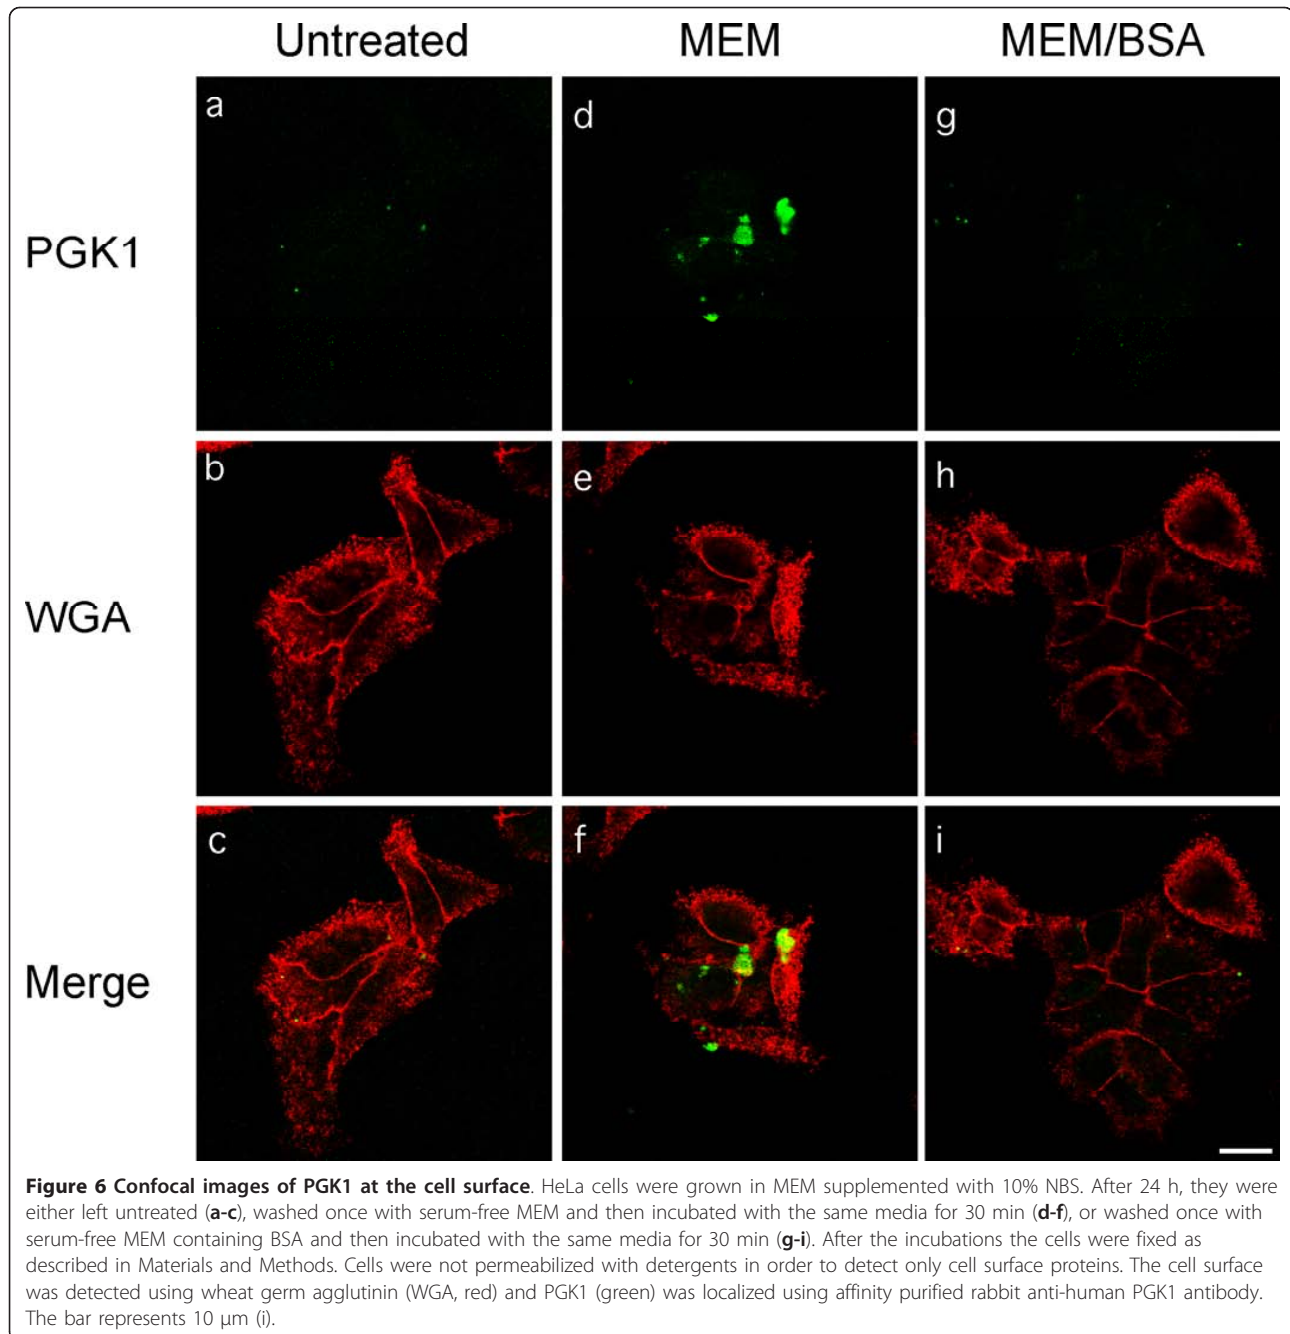 Untreated MEM MEM/BSA
a d g
PGK1
b e h
WGA
c f i
Merge
Figure 6 Confocal images of PGK1 at the cell surface. HeLa cells were grown in MEM supplemented with 10% NBS. After 24 h, they were
either left untreated (a-c), washed once with serum-free MEM and then incubated with the same media for 30 min (d-f), or washed once with
serum-free MEM containing BSA and then incubated with the same media for 30 min (g-i). After the incubations the cells were fixed as
described in Materials and Methods. Cells were not permeabilized with detergents in order to detect only cell surface proteins. The cell surface
was detected using wheat germ agglutinin (WGA, red) and PGK1 (green) was localized using affinity purified rabbit anti-human PGK1 antibody.
The bar represents 10 μm (i).